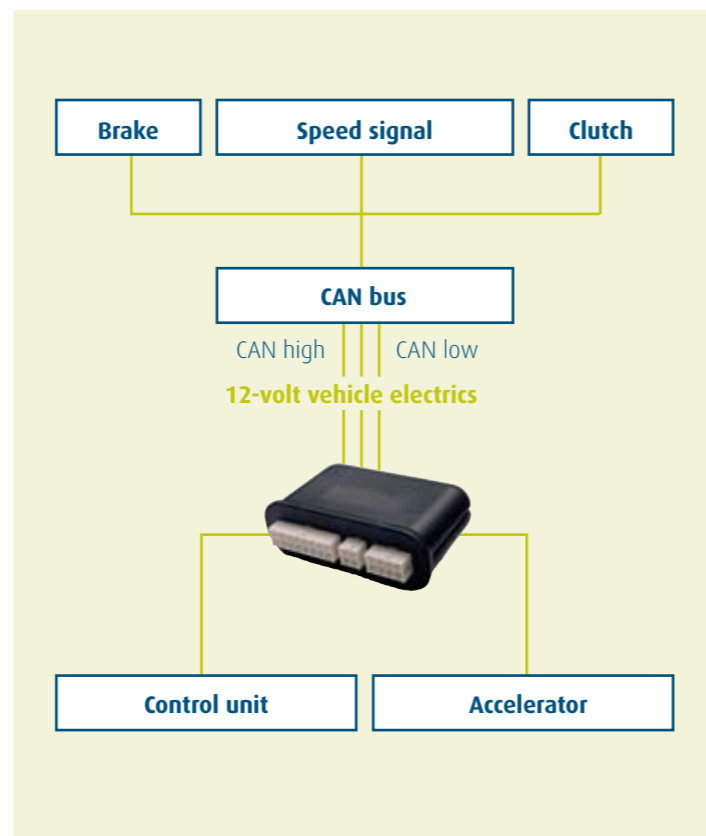 Brake
Speed signal
Clutch
CAN bus
CAN high
CAN low
12-volt vehicle electrics
Control unit
Accelerator